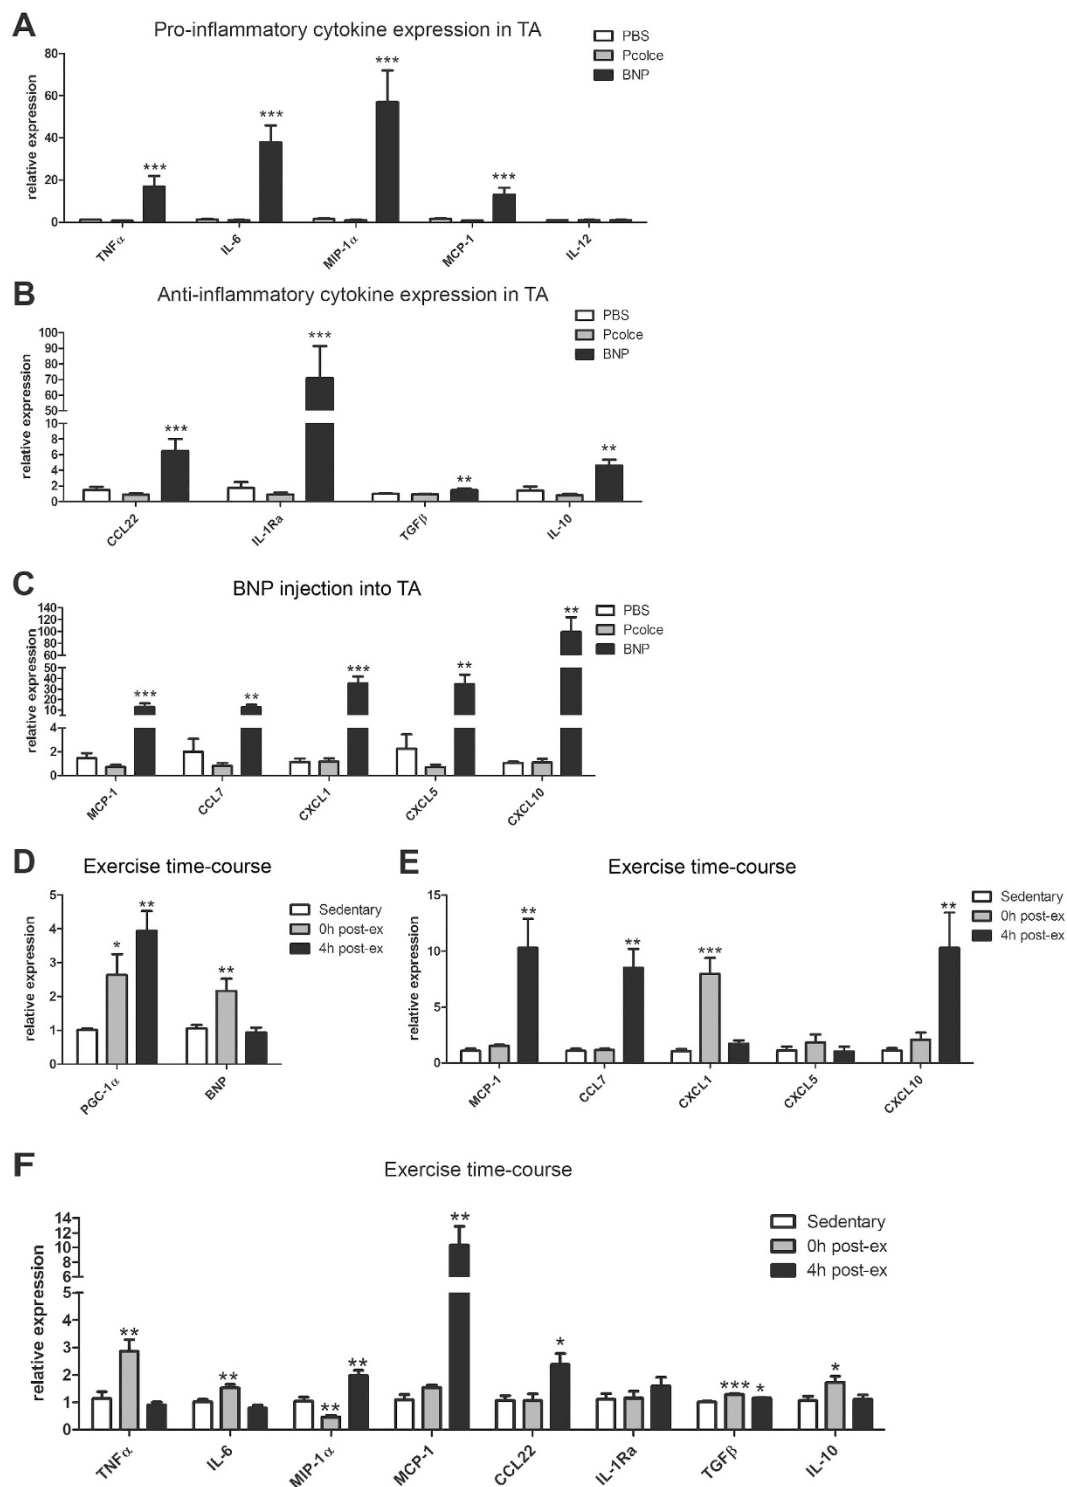 A
Pro-inflammatory cytokine expression in TA
PBS
Pcolce
BNP
relative expression
80
60
40
20
0
***
***
***
***
TNFα
IL-6
MIP-1α
MCP-1
IL-12
B
Anti-inflammatory cytokine expression in TA
PBS
Pcolce
BNP
relative expression
100
90
80
70
60
50
10
8
6
4
2
0
***
***
**
**
CCL22
IL-1Ra
TGFβ
IL-10
C
BNP injection into TA
PBS
Pcolce
BNP
relative expression
140
120
100
80
60
50
40
30
20
10
4
2
0
***
**
***
**
**
MCP-1
CCL7
CXCL1
CXCL5
CXCL10
D
Exercise time-course
Sedentary
0h post-ex
4h post-ex
relative expression
5
4
3
2
1
0
*
**
**
PGC-1α
BNP
E
Exercise time-course
Sedentary
0h post-ex
4h post-ex
relative expression
15
10
5
0
**
**
***
**
MCP-1
CCL7
CXCL1
CXCL5
CXCL10
F
Exercise time-course
Sedentary
0h post-ex
4h post-ex
relative expression
14
12
10
8
6
5
4
3
2
1
0
**
**
**
**
**
*
***
*
*
TNFα
IL-6
MIP-1α
MCP-1
CCL22
IL-1Ra
TGFβ
IL-10